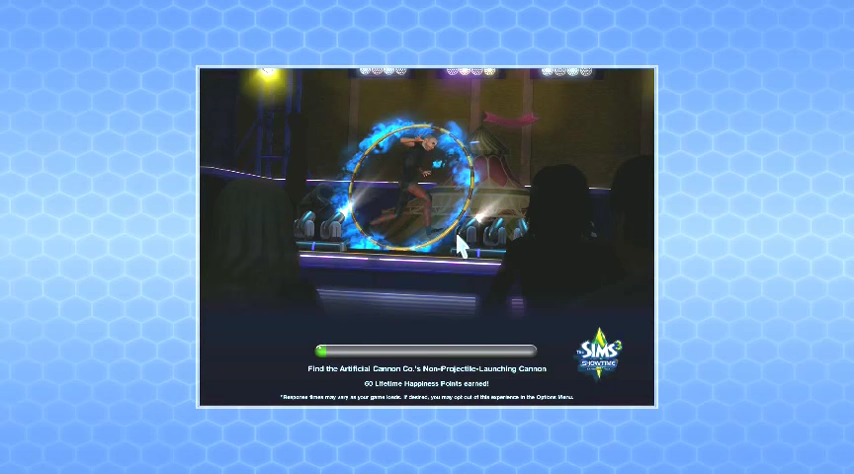 THE SIMS 3
SHOWTIME
Find the Artificial Cannon Co.'s Non-Projectile-Launching Cannon
60 Lifetime Happiness Points earned!
*Response times may vary as your game loads. If desired, you may opt out of this experience in the Options Menu.